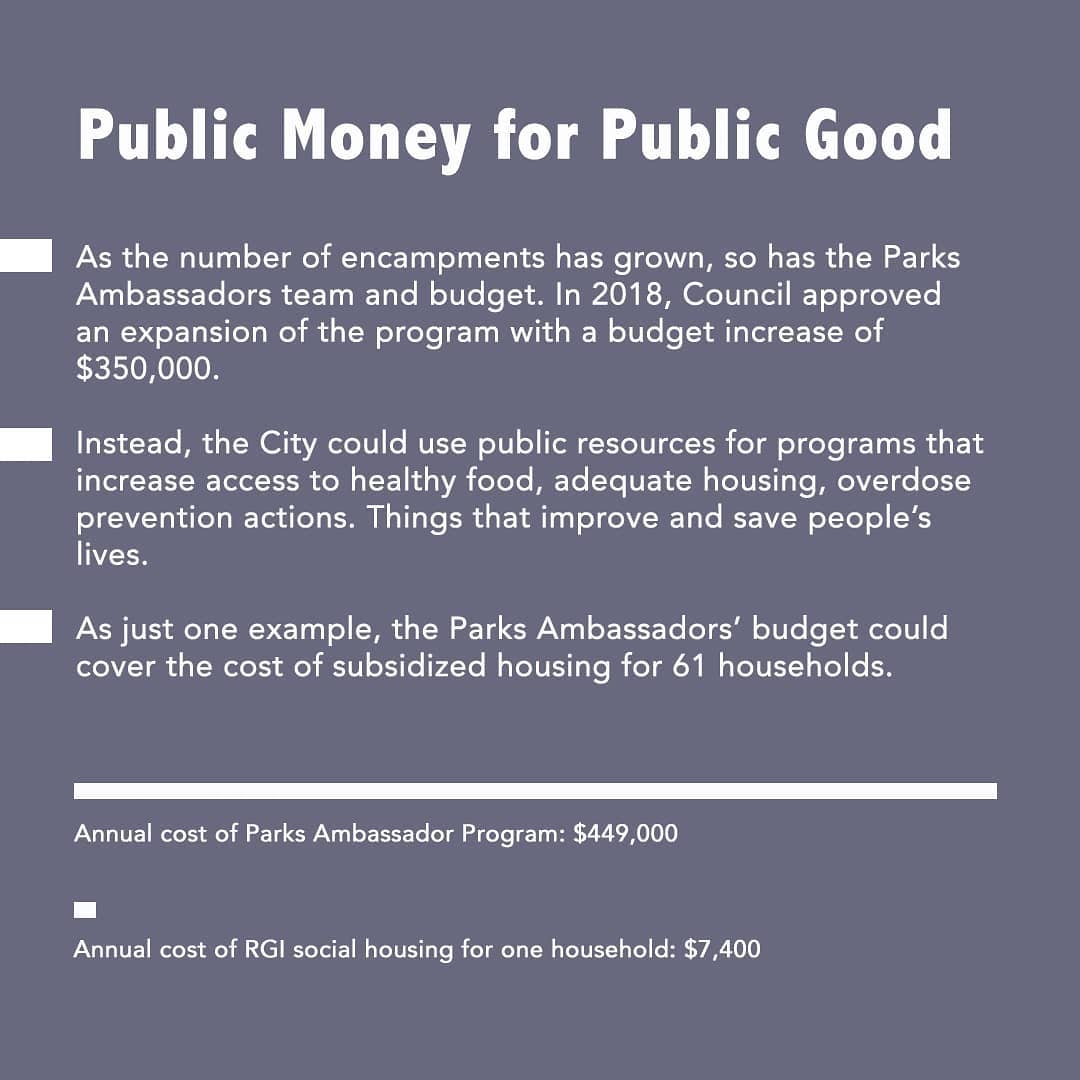 Public Money for Public Good
As the number of encampments has grown, so has the Parks
Ambassadors team and budget. In 2018, Council approved
an expansion of the program with a budget increase of
$350,000.
Instead, the City could use public resources for programs that
increase access to healthy food, adequate housing, overdose
prevention actions. Things that improve and save people’s
lives.
As just one example, the Parks Ambassadors’ budget could
cover the cost of subsidized housing for 61 households.
Annual cost of Parks Ambassador Program: $449,000
Annual cost of RGI social housing for one household: $7,400